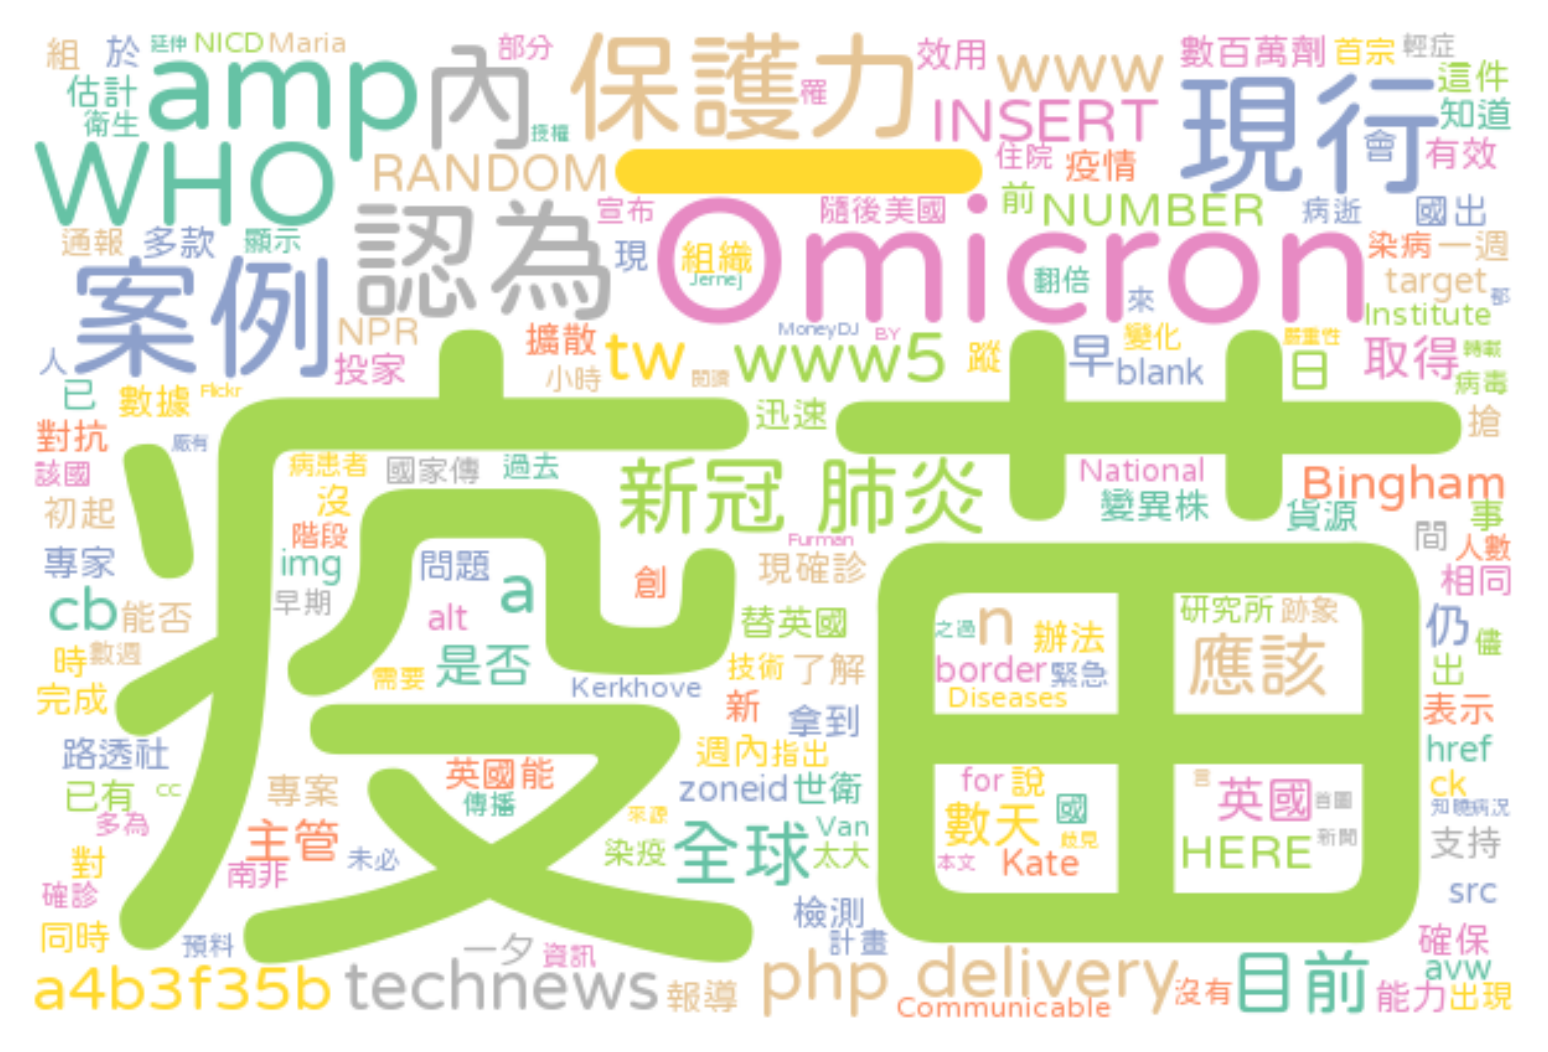 組 於 延伸 NICD Maria 部分 保護力 效用 www 數百萬劑 首宗 輕症
估計 amp 內 罹 INSERT 現行 這件
衛生 授權 知道
WHO RANDOM 一 住院 疫情 會 有效
認為 宣布 隨後美國 前 NUMBER 病逝 國出
通報 多款 顯示 現 組織 Omicron 染病 一週
案例 Jernej 翻倍 target
來
NPR MoneyDJ BY Institute
人 投家 擴散 tw www5 蹤 早 變化 嚴重性 取得 轉載
已 數據 Flickr 小時 閱讀 blank 日 病毒
疫苗
對抗 迅速 搶
該國 病患者 國家傳 過去 新冠 肺炎 National Bingham
初起 沒 變異株 貨源 事
專家 階段 Furman 間 人數
img 問題 a 創 現確診 相同
cb 能否 早期 alt 替英國 之過 n 辦法 研究所 跡象 仍 儘
時 數週 需要 是否 技術 了解 border 緊急 應該 出
完成 Kerkhove 新 拿到 Diseases 表示
路透社 英國能 週內 指出 href
已有 cc 專案 傳播 zoneid 世衛 for 說 言 英國 首圖 ck
多為 來源 數天 國 知曉病況
對 主管 未必 染疫 全球 Van 歧見 HERE 新聞 支持
確診 南非 太大 本文 Kate src
同時 預料 一夕 資訊 檢測 確保
計畫 avw
a4b3f35b technews 報導 php delivery 沒有 目前 能力 出現
Communicable